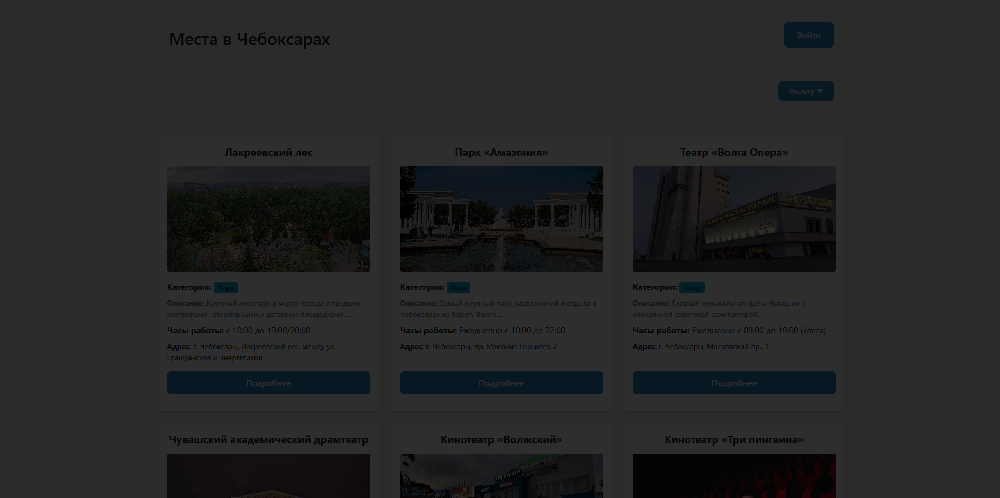 Места в Чебоксарах
Войти
Фильтр ▼
Лакреевский лес
Категория: Парк
Описание: Крупный лесопарк в черте города с прудами,
экотропами, спортивными и детскими площадками....
Часы работы: с 10:00 до 19:00/20:00
Адрес: г. Чебоксары, Лакреевский лес, между ул.
Гражданская и Энергетиков
Подробнее
Парк «Амазония»
Категория: Парк
Описание: Самый крупный парк развлечений и отдыха в
Чебоксарах на берегу Волги....
Часы работы: Ежедневно с 10:00 до 22:00
Адрес: г. Чебоксары, пр. Максима Горького, 2
Подробнее
Театр «Волга Опера»
Категория: Театр
Описание: Главная музыкальная сцена Чувашии с
уникальной советской архитектурой....
Часы работы: Ежедневно с 09:00 до 19:00 (касса)
Адрес: г. Чебоксары, Московский пр., 1
Подробнее
Чувашский академический драмтеатр
Кинотеатр «Волжский»
КИНОТЕАТР
Кинотеатр «Три пингвина»